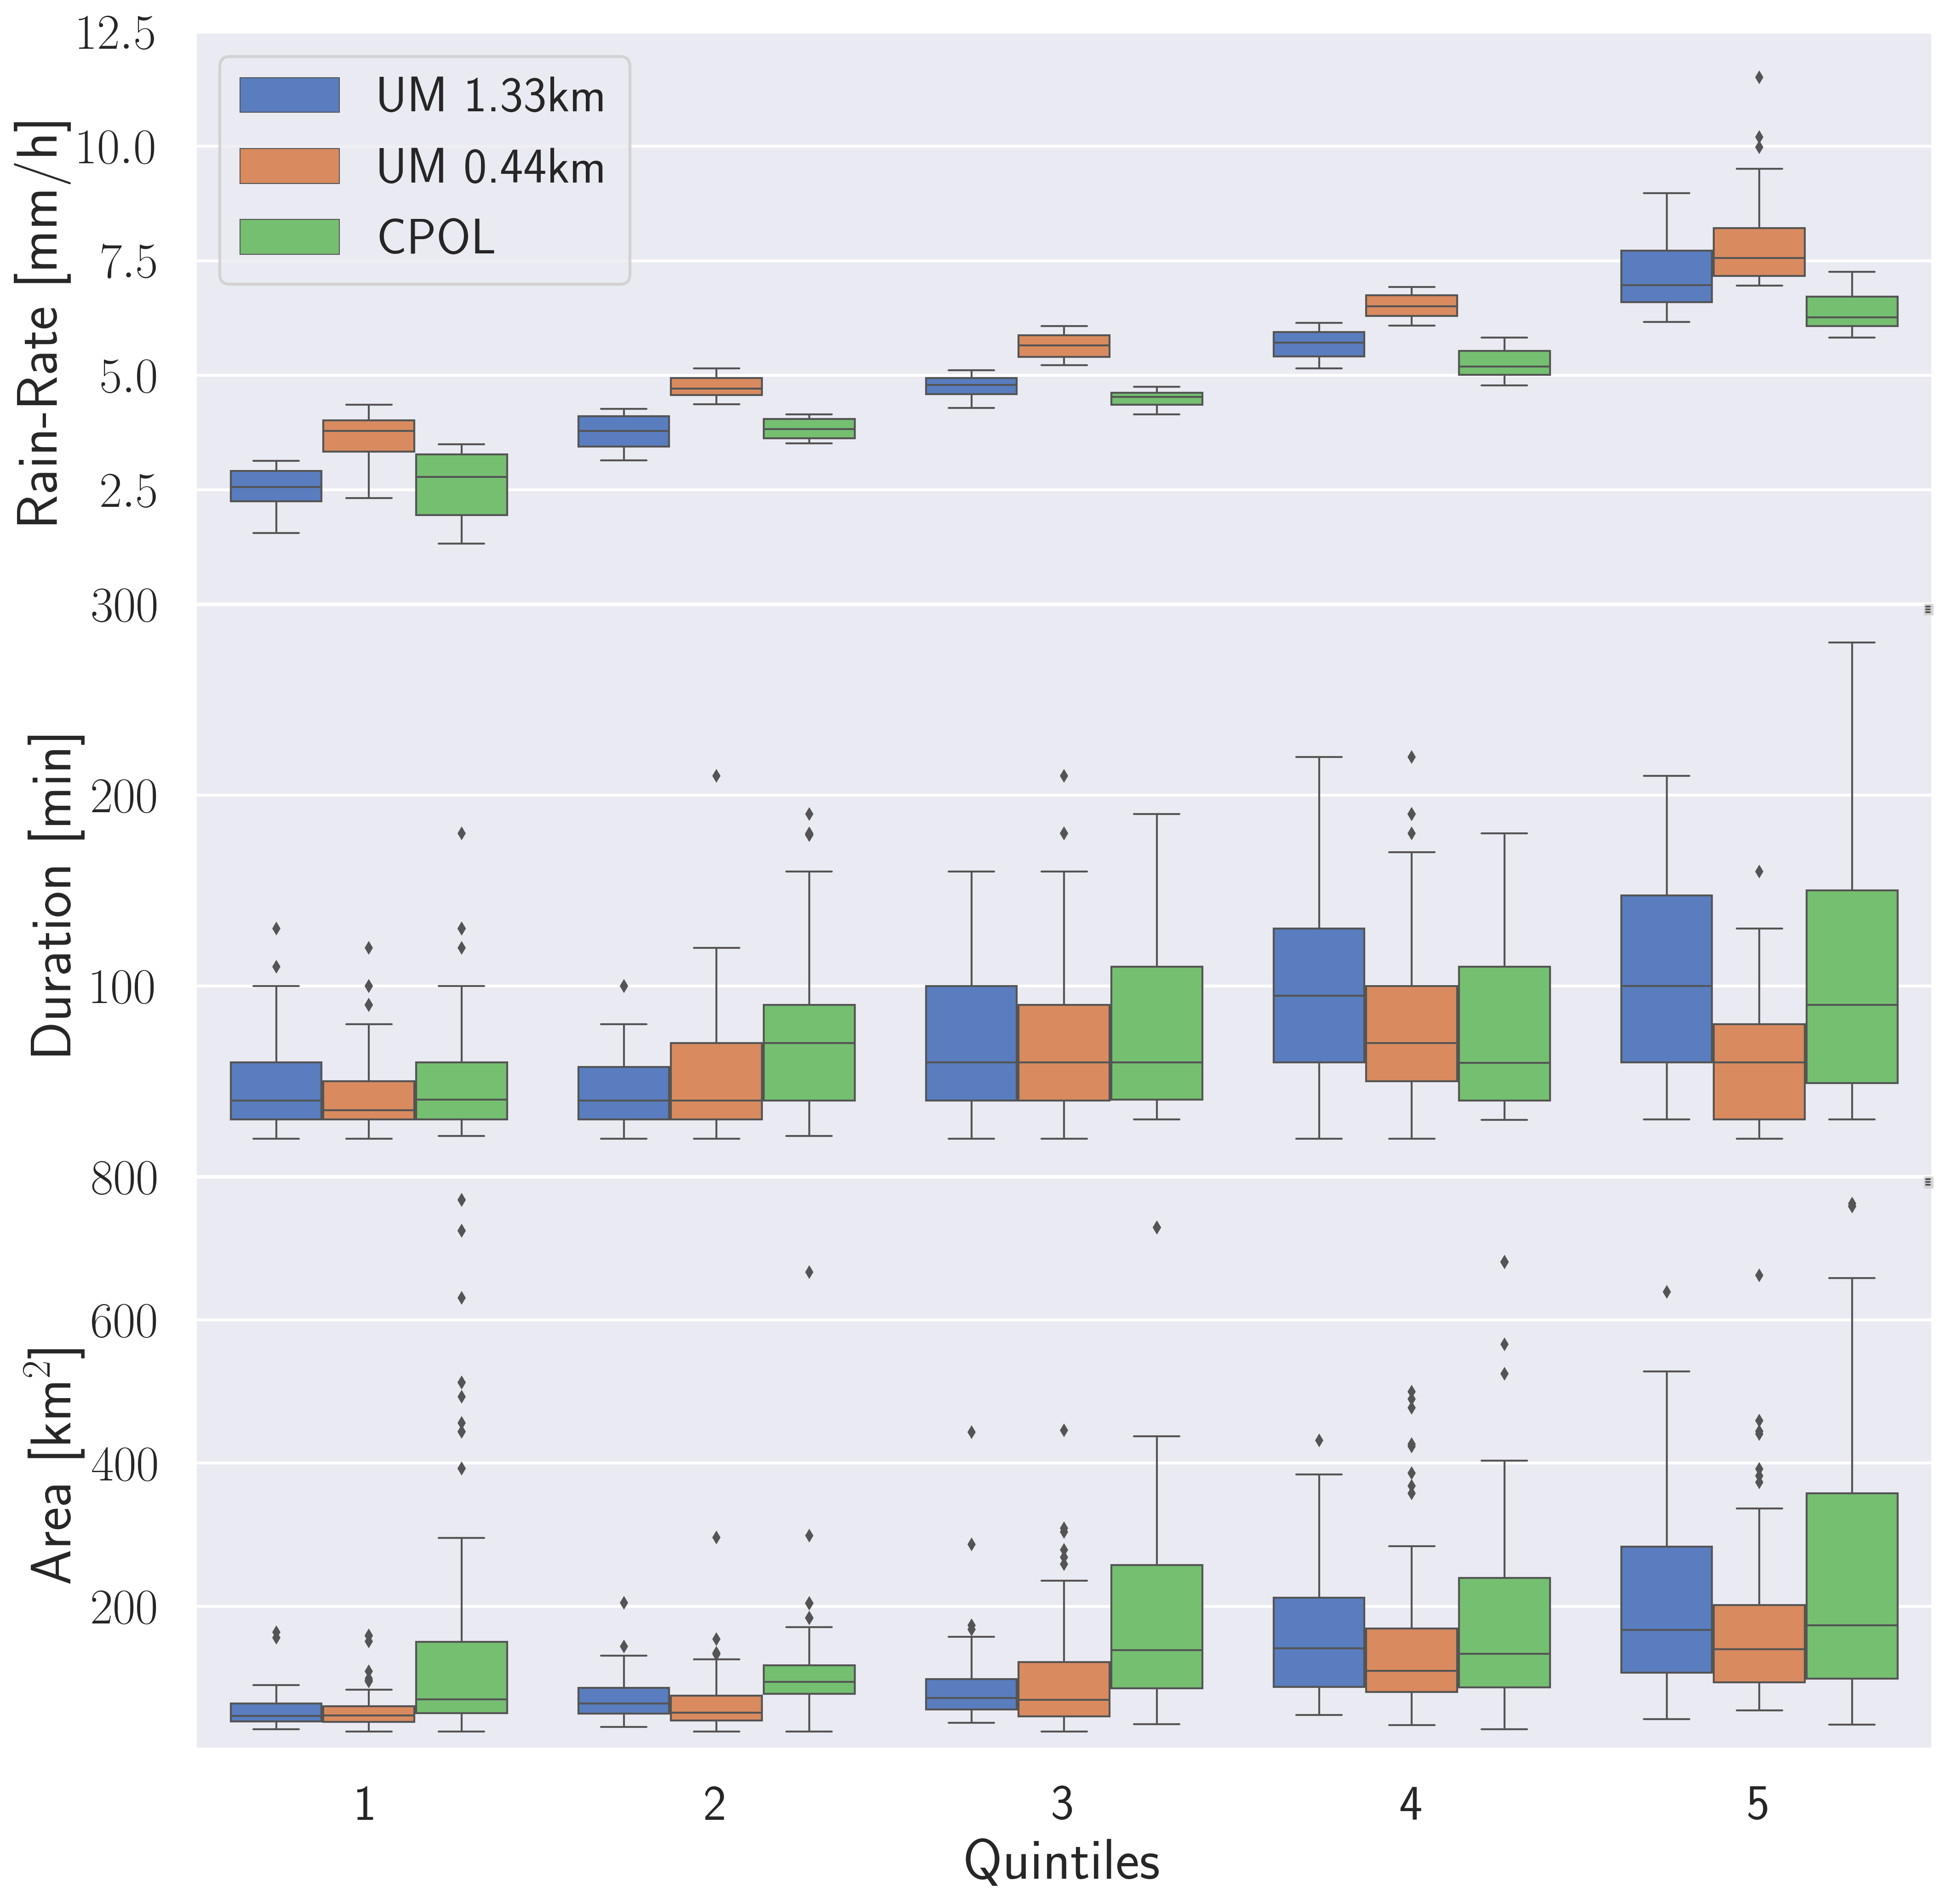 12.5
10.0
7.5
5.0
2.5
Rain-Rate [mm/h]
UM 1.33km
UM 0.44km
CPOL
300
200
100
Duration [min]
800
600
400
200
Area [km²]
1 2 3 4 5
Quintiles